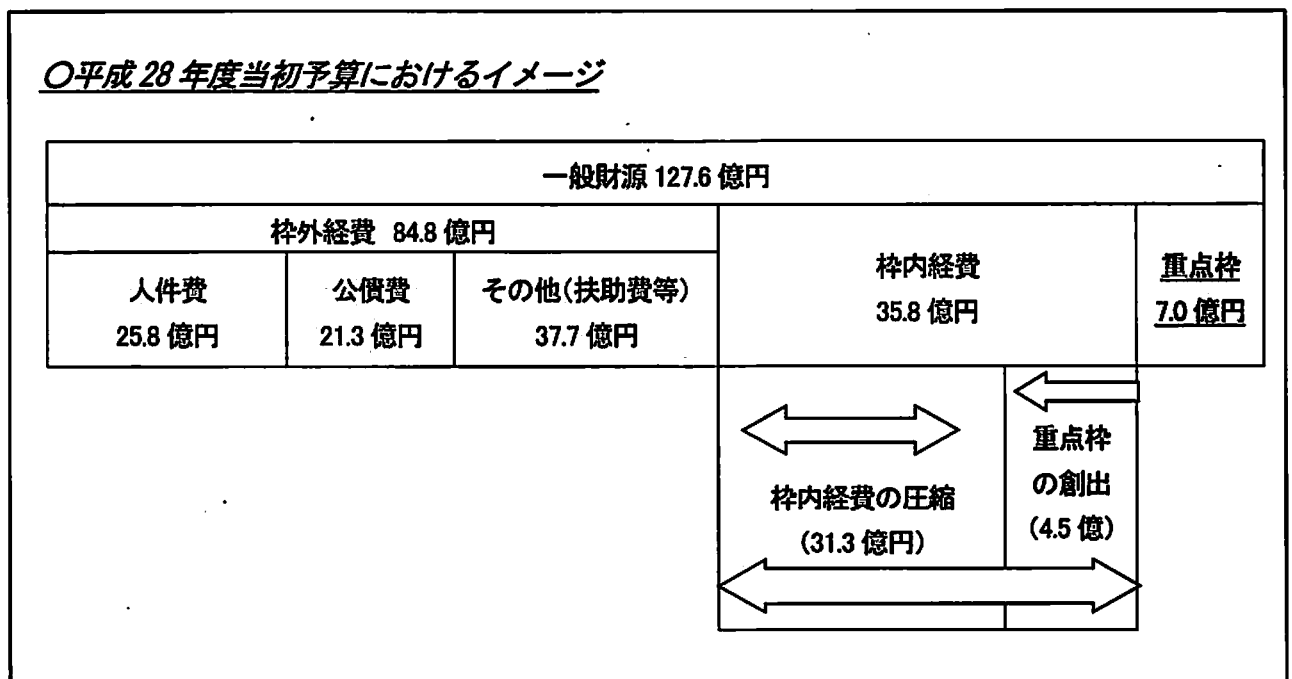 〇平成 28 年度当初予算におけるイメージ
一般財源 127.6 億円
枠外経費 84.8 億円
人件費
25.8 億円
公債費
21.3 億円
その他(扶助費等)
37.7 億円
枠内経費
35.8 億円
重点枠
7.0 億円
枠内経費の圧縮
(31.3 億円)
重点枠
の創出
(4.5 億)